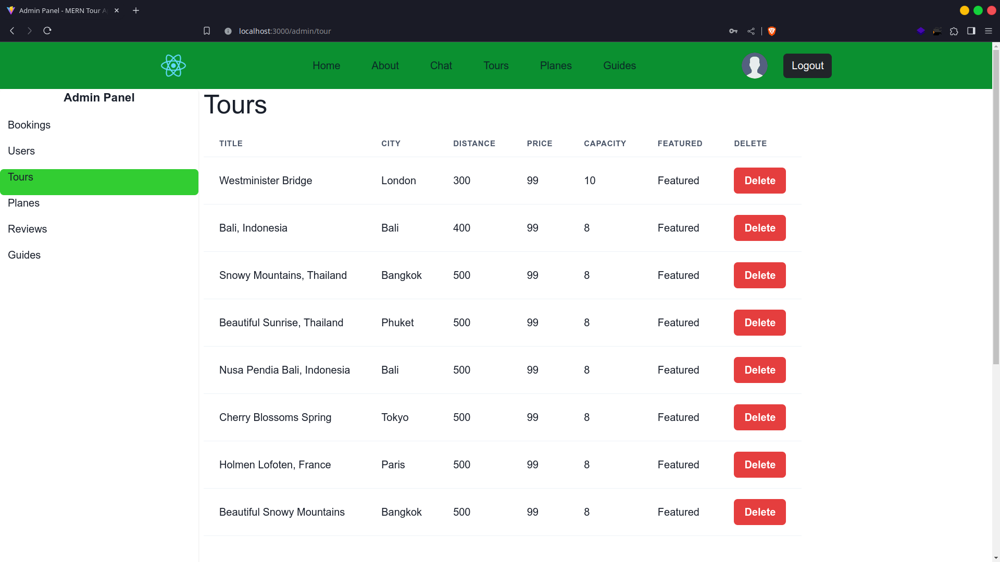 Admin Panel - MERN Tour A
localhost:3000/admin/tour
Home About Chat Tours Planes Guides Logout
Admin Panel
Bookings
Users
Tours
Planes
Reviews
Guides
Tours
TITLE CITY DISTANCE PRICE CAPACITY FEATURED DELETE
Westminister Bridge London 300 99 10 Featured Delete
Bali, Indonesia Bali 400 99 8 Featured Delete
Snowy Mountains, Thailand Bangkok 500 99 8 Featured Delete
Beautiful Sunrise, Thailand Phuket 500 99 8 Featured Delete
Nusa Pendia Bali, Indonesia Bali 500 99 8 Featured Delete
Cherry Blossoms Spring Tokyo 500 99 8 Featured Delete
Holmen Lofoten, France Paris 500 99 8 Featured Delete
Beautiful Snowy Mountains Bangkok 500 99 8 Featured Delete